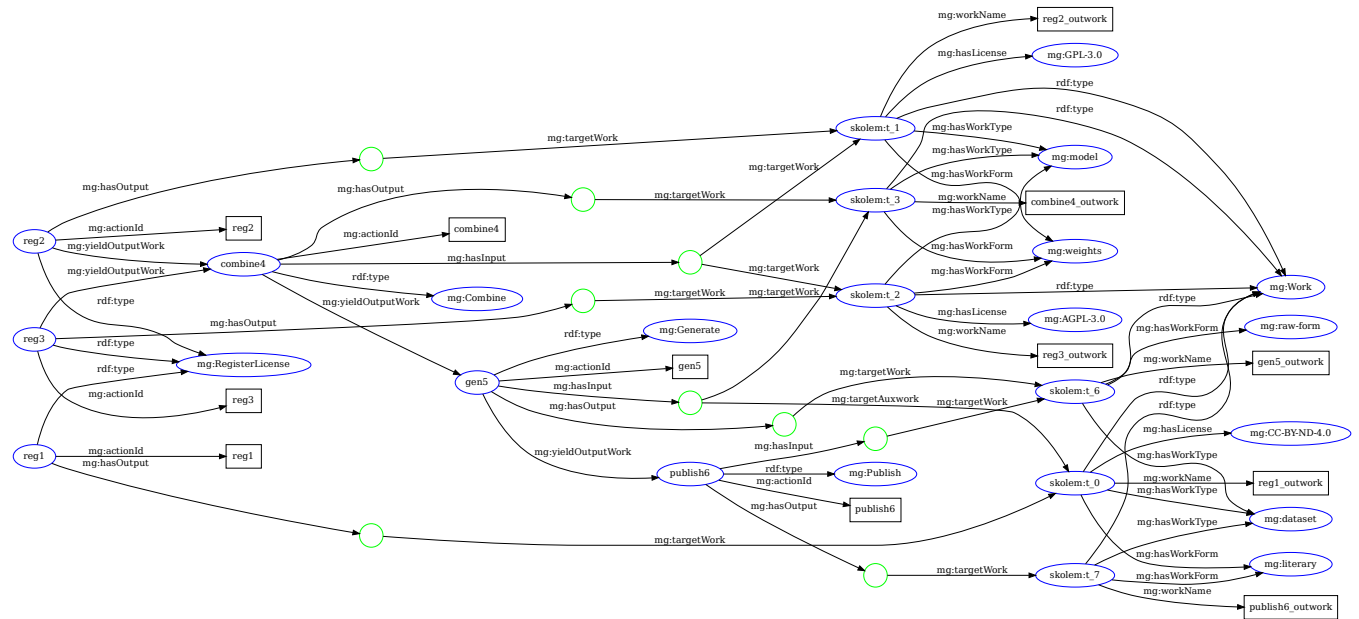 mg:workName
reg2_outwork
mg:hasLicense
mg:GPL-3.0
rdf:type
rdf:type
skolem:t_1
mg:hasWorkType
mg:targetWork
mg:hasWorkType
mg:model
mg:targetWork
mg:hasWorkForm
mg:hasOutput
mg:targetWork
skolem:t_3
mg:workName
combine4_outwork
mg:hasWorkType
mg:hasOutput
mg:actionId
reg2
mg:actionId
combine4
reg2
mg:yieldOutputWork
mg:hasWorkForm
mg:weights
combine4
mg:hasInput
mg:targetWork
mg:hasWorkForm
mg:yieldOutputWork
rdf:type
mg:Combine
mg:targetWork
mg:targetWork
skolem:t_2
rdf:type
mg:Work
rdf:type
mg:yieldOutputWork
rdf:type
mg:hasLicense
mg:AGPL-3.0
mg:hasOutput
mg:workName
mg:hasWorkForm
mg:raw-form
reg3
rdf:type
rdf:type
mg:Generate
reg3_outwork
mg:RegisterLicense
mg:actionId
gen5
mg:workName
gen5_outwork
rdf:type
gen5
mg:hasInput
mg:targetWork
rdf:type
mg:actionId
reg3
mg:hasOutput
mg:targetAuxwork
mg:targetWork
skolem:t_6
rdf:type
mg:hasLicense
mg:CC-BY-ND-4.0
reg1
mg:actionId
reg1
mg:hasInput
mg:yieldOutputWork
mg:hasWorkType
mg:hasOutput
publish6
rdf:type
mg:Publish
mg:actionId
publish6
skolem:t_0
mg:workName
reg1_outwork
mg:hasWorkType
mg:hasOutput
mg:dataset
mg:hasWorkType
mg:targetWork
mg:hasWorkForm
mg:literary
mg:targetWork
skolem:t_7
mg:hasWorkForm
mg:workName
publish6_outwork